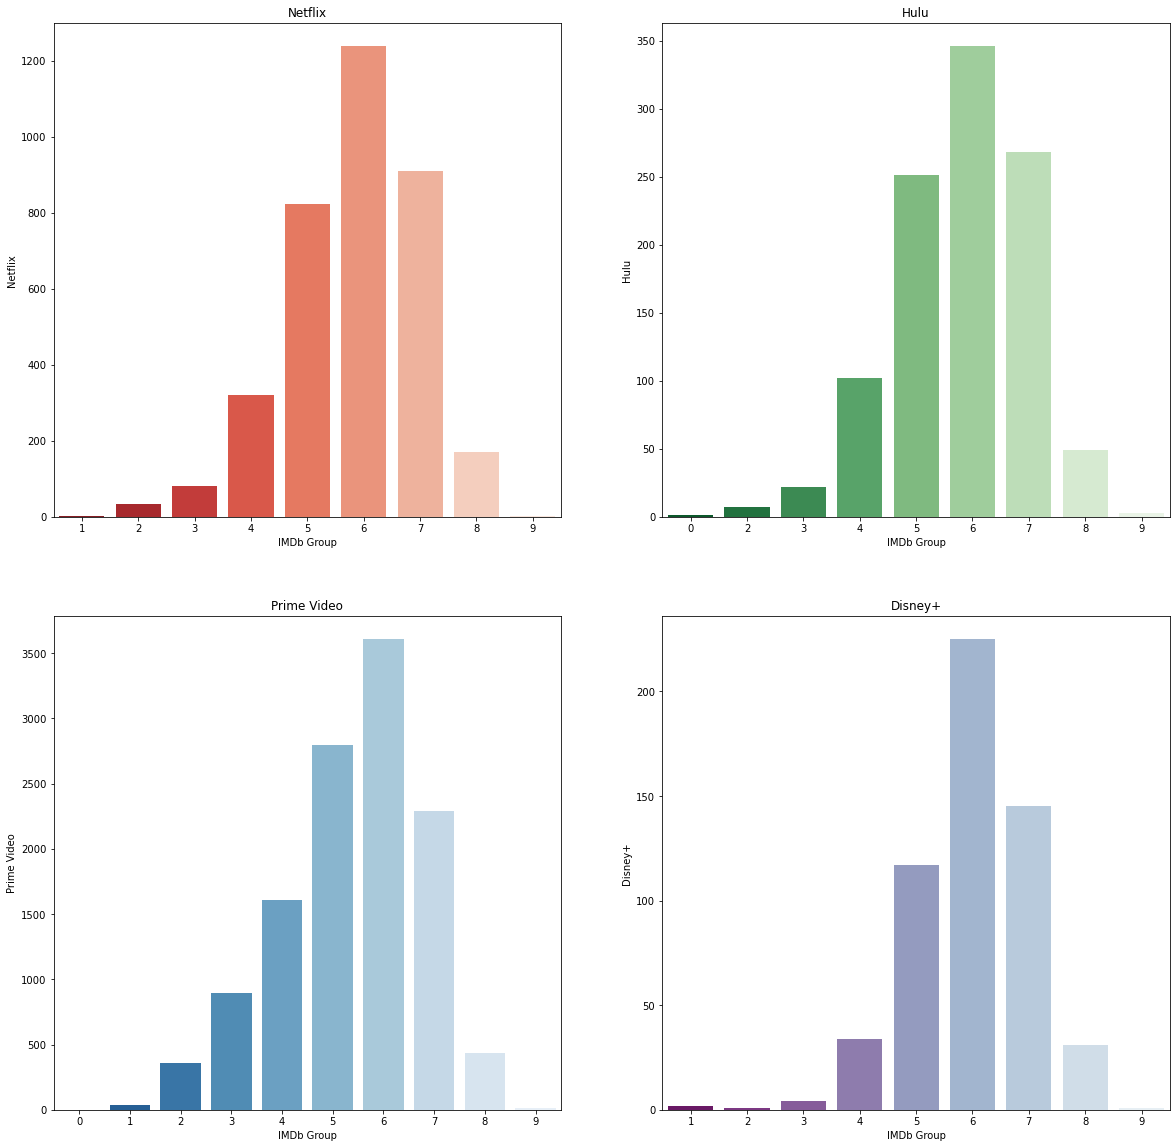 Netflix
Netflix
1200
1000
800
600
400
200
0
1 2 3 4 5 6 7 8 9
IMDb Group
Hulu
Hulu
350
300
250
200
150
100
50
0
0 2 3 4 5 6 7 8 9
IMDb Group
Prime Video
Prime Video
3500
3000
2500
2000
1500
1000
500
0
0 1 2 3 4 5 6 7 8 9
IMDb Group
Disney+
Disney+
200
150
100
50
0
1 2 3 4 5 6 7 8 9
IMDb Group